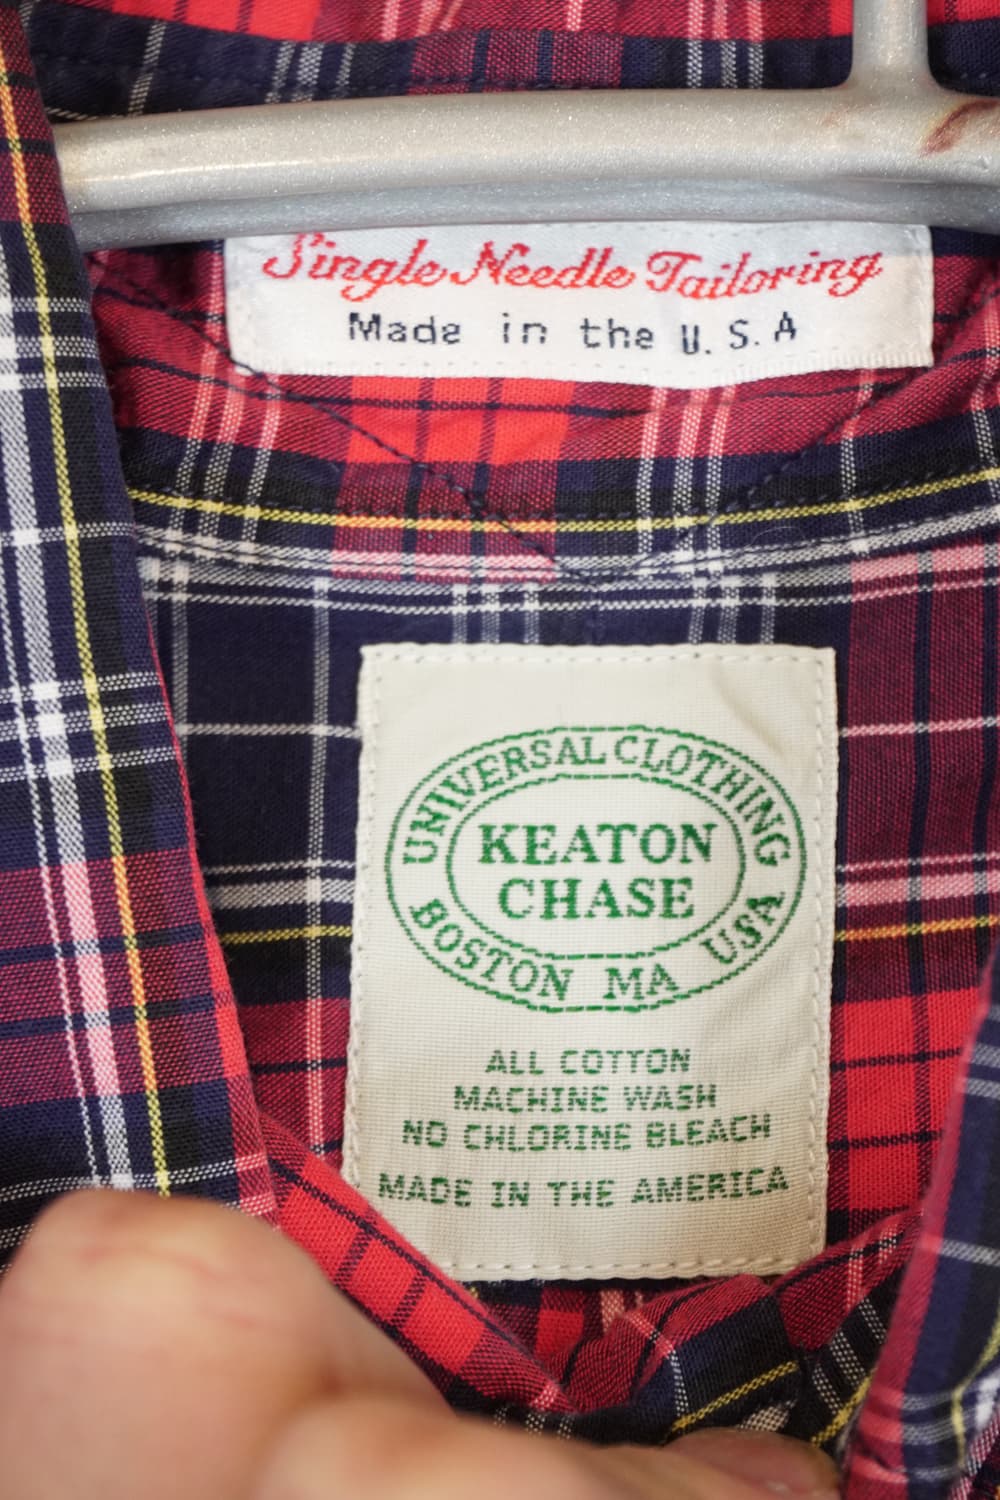 Single Needle Tailoring
Made in the U.S.A
UNIVERSAL CLOTHING
KEATON
CHASE
BOSTON MA USA
ALL COTTON
MACHINE WASH
NO CHLORINE BLEACH
MADE IN THE AMERICA